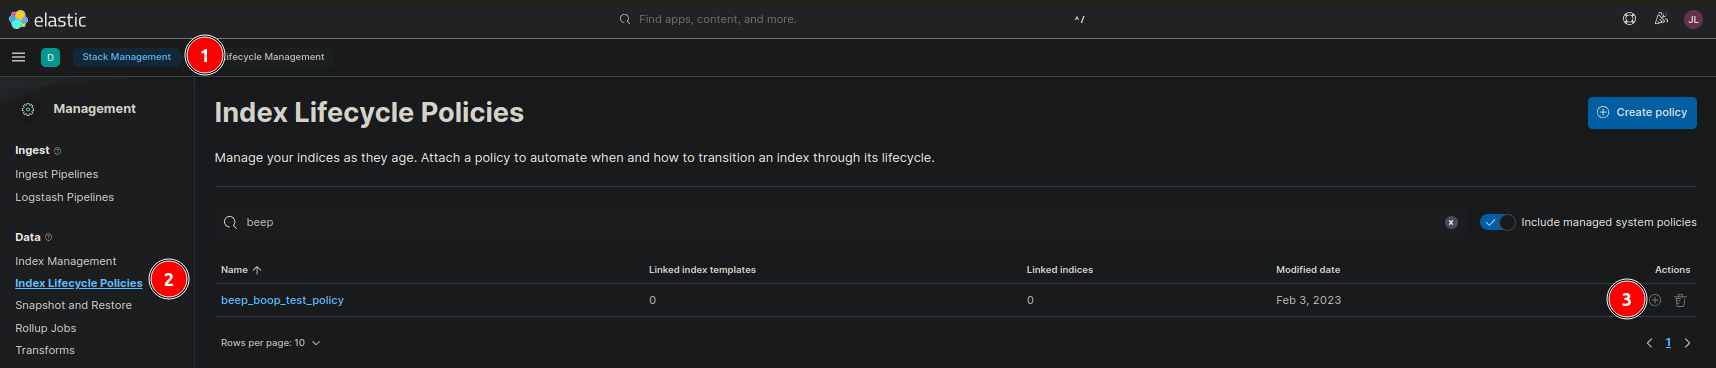 elastic
Find apps, content, and more.
^/
JL
D
Stack Management
1
ifecycle Management
Management
Ingest
Ingest Pipelines
Logstash Pipelines
Data
Index Management
Index Lifecycle Policies
2
Snapshot and Restore
Rollup Jobs
Transforms
Index Lifecycle Policies
Create policy
Manage your indices as they age. Attach a policy to automate when and how to transition an index through its lifecycle.
beep
Include managed system policies
Name Linked index templates Linked indices Modified date Actions
beep_boop_test_policy 0 0 Feb 3, 2023 3
Rows per page: 10
1